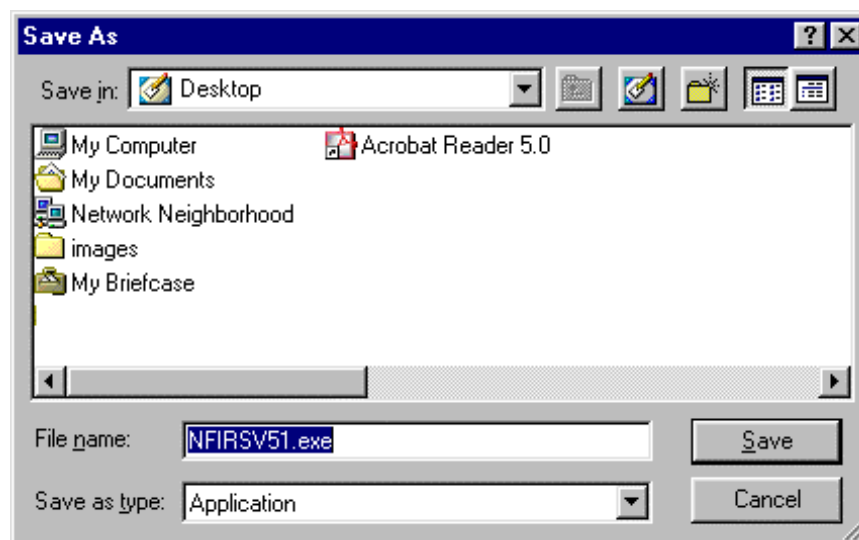 Save As
Save in: Desktop
My Computer
My Documents
Network Neighborhood
images
My Briefcase
Acrobat Reader 5.0
File name: NFIRSV51.exe
Save
Save as type: Application
Cancel